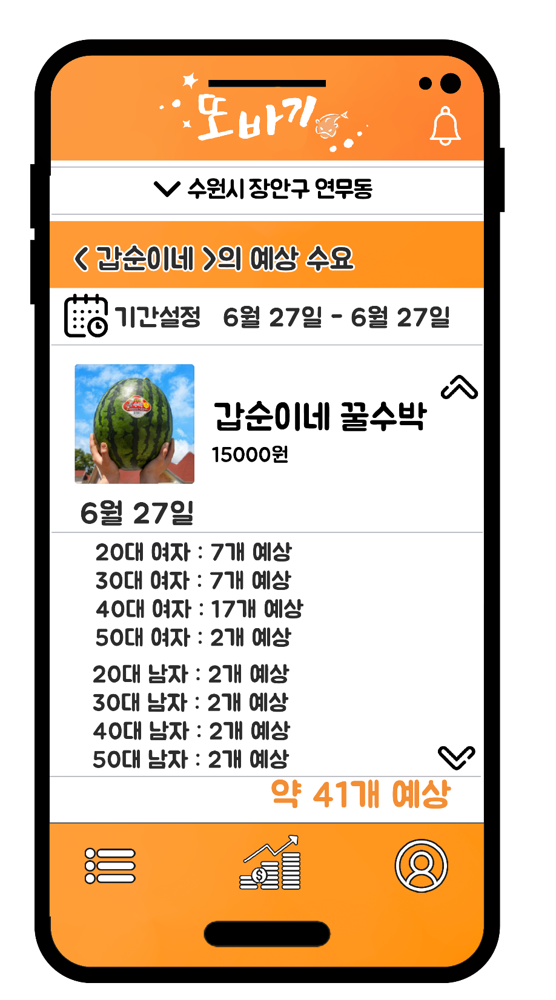 또바기
수원시 장안구 연무동
< 갑순이네 >의 예상 수요
기간설정 6월 27일 - 6월 27일
갑순이네 꿀수박
15000원
6월 27일
20대 여자 : 7개 예상
30대 여자 : 7개 예상
40대 여자 : 17개 예상
50대 여자 : 2개 예상
20대 남자 : 2개 예상
30대 남자 : 2개 예상
40대 남자 : 2개 예상
50대 남자 : 2개 예상
약 41개 예상
$